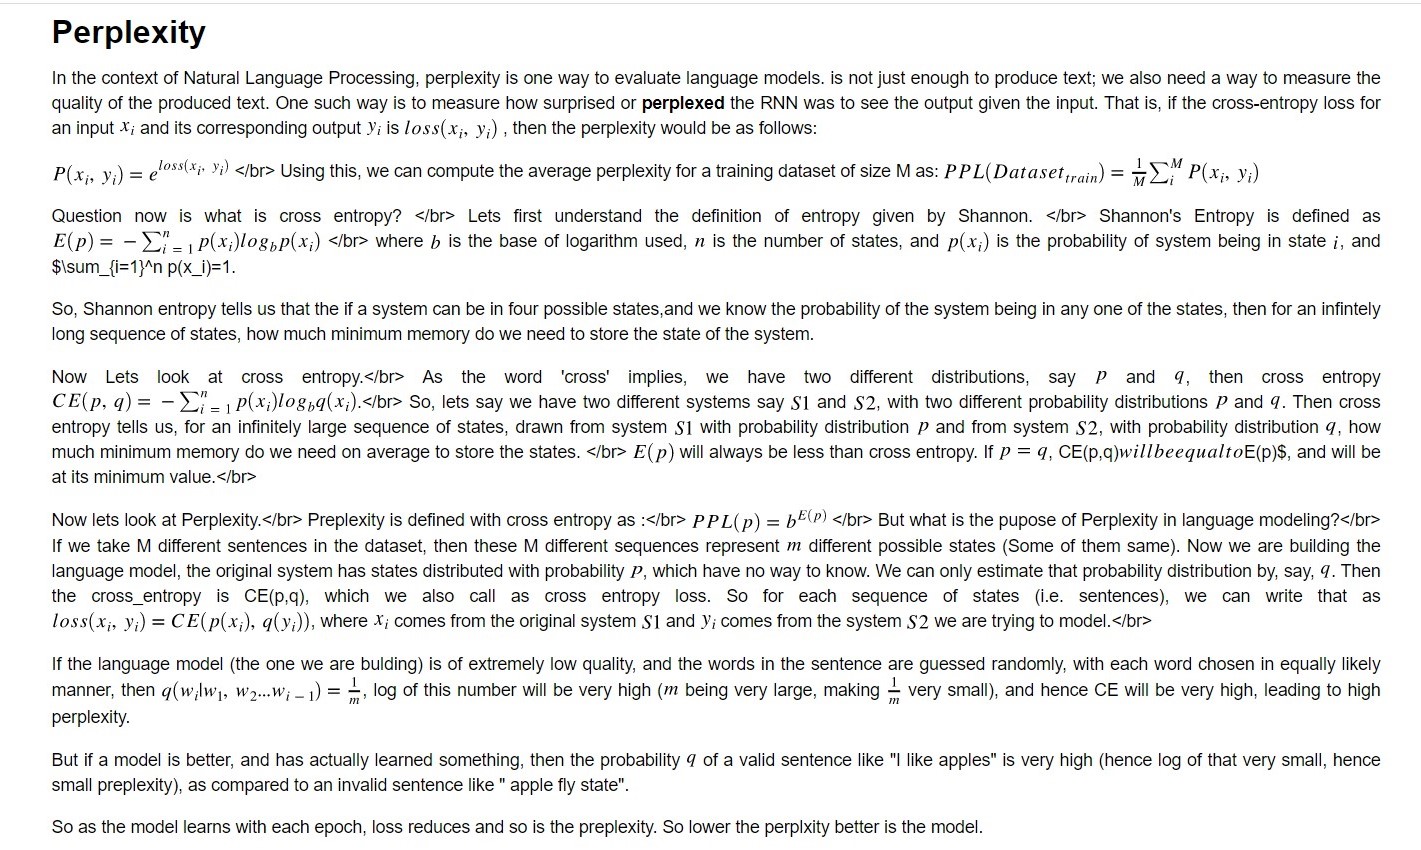 Perplexity
In the context of Natural Language Processing, perplexity is one way to evaluate language models. is not just enough to produce text; we also need a way to measure the
quality of the produced text. One such way is to measure how surprised or perplexed the RNN was to see the output given the input. That is, if the cross-entropy loss for
an input xᵢ and its corresponding output yᵢ is loss(xᵢ, yᵢ) , then the perplexity would be as follows:
P(xᵢ, yᵢ) = e^{loss(xᵢ, yᵢ)} </br> Using this, we can compute the average perplexity for a training dataset of size M as: PPL(Dataset_{train}) = \frac{1}{M}∑_{i}^{M} P(xᵢ, yᵢ)
Question now is what is cross entropy? </br> Lets first understand the definition of entropy given by Shannon. </br> Shannon's Entropy is defined as
E(p) = − ∑_{i = 1}^{n} p(xᵢ)log_b p(xᵢ) </br> where b is the base of logarithm used, n is the number of states, and p(xᵢ) is the probability of system being in state i, and
$\sum_{i=1}^n p(x_i)=1.
So, Shannon entropy tells us that the if a system can be in four possible states,and we know the probability of the system being in any one of the states, then for an infintely
long sequence of states, how much minimum memory do we need to store the state of the system.
Now Lets look at cross entropy.</br> As the word 'cross' implies, we have two different distributions, say p and q, then cross entropy
CE(p, q) = − ∑_{i = 1}^{n} p(xᵢ)log_b q(xᵢ).</br> So, lets say we have two different systems say S1 and S2, with two different probability distributions p and q. Then cross
entropy tells us, for an infinitely large sequence of states, drawn from system S1 with probability distribution p and from system S2, with probability distribution q, how
much minimum memory do we need on average to store the states. </br> E(p) will always be less than cross entropy. If p = q, CE(p,q)willbeequaltoE(p)$, and will be
at its minimum value.</br>
Now lets look at Perplexity.</br> Preplexity is defined with cross entropy as :</br> PPL(p) = b^{E(p)} </br> But what is the pupose of Perplexity in language modeling?</br>
If we take M different sentences in the dataset, then these M different sequences represent m different possible states (Some of them same). Now we are building the
language model, the original system has states distributed with probability p, which have no way to know. We can only estimate that probability distribution by, say, q. Then
the cross_entropy is CE(p,q), which we also call as cross entropy loss. So for each sequence of states (i.e. sentences), we can write that as
loss(xᵢ, yᵢ) = CE(p(xᵢ), q(yᵢ)), where xᵢ comes from the original system S1 and yᵢ comes from the system S2 we are trying to model.</br>
If the language model (the one we are bulding) is of extremely low quality, and the words in the sentence are guessed randomly, with each word chosen in equally likely
manner, then q(wᵢ|w₁, w₂...w_{i − 1}) = \frac{1}{m}, log of this number will be very high (m being very large, making \frac{1}{m} very small), and hence CE will be very high, leading to high
perplexity.
But if a model is better, and has actually learned something, then the probability q of a valid sentence like "I like apples" is very high (hence log of that very small, hence
small preplexity), as compared to an invalid sentence like " apple fly state".
So as the model learns with each epoch, loss reduces and so is the preplexity. So lower the perplxity better is the model.